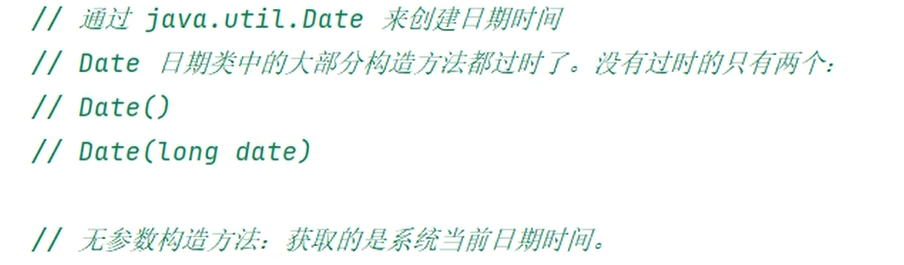 // 通过 java.util.Date 来创建日期时间
// Date 日期类中的大部分构造方法都过时了。没有过时的只有两个：
// Date()
// Date(long date)
// 无参数构造方法：获取的是系统当前日期时间。